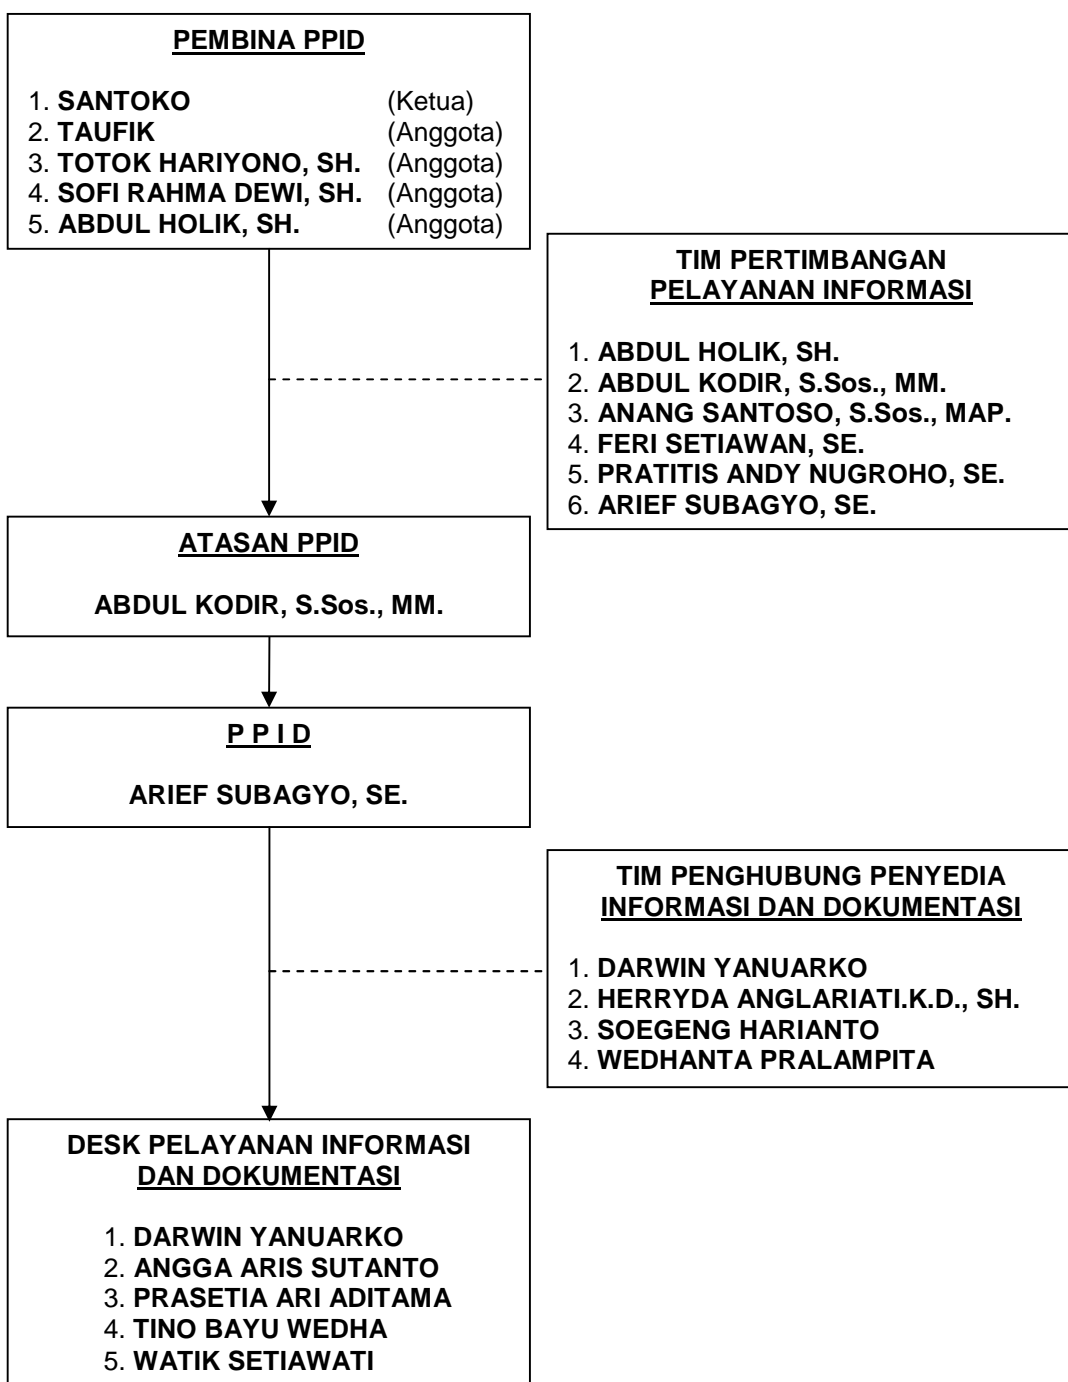 PEMBINA PPID
1. SANTOKO (Ketua)
2. TAUFIK (Anggota)
3. TOTOK HARIYONO, SH. (Anggota)
4. SOFI RAHMA DEWI, SH. (Anggota)
5. ABDUL HOLIK, SH. (Anggota)
TIM PERTIMBANGAN
PELAYANAN INFORMASI
1. ABDUL HOLIK, SH.
2. ABDUL KODIR, S.Sos., MM.
3. ANANG SANTOSO, S.Sos., MAP.
4. FERI SETIAWAN, SE.
5. PRATITIS ANDY NUGROHO, SE.
6. ARIEF SUBAGYO, SE.
ATASAN PPID
ABDUL KODIR, S.Sos., MM.
P P I D
ARIEF SUBAGYO, SE.
TIM PENGHUBUNG PENYEDIA
INFORMASI DAN DOKUMENTASI
1. DARWIN YANUARKO
2. HERRYDA ANGLARIATI.K.D., SH.
3. SOEGENG HARIANTO
4. WEDHANTA PRALAMPITA
DESK PELAYANAN INFORMASI
DAN DOKUMENTASI
1. DARWIN YANUARKO
2. ANGGA ARIS SUTANTO
3. PRASETIA ARI ADITAMA
4. TINO BAYU WEDHA
5. WATIK SETIAWATI